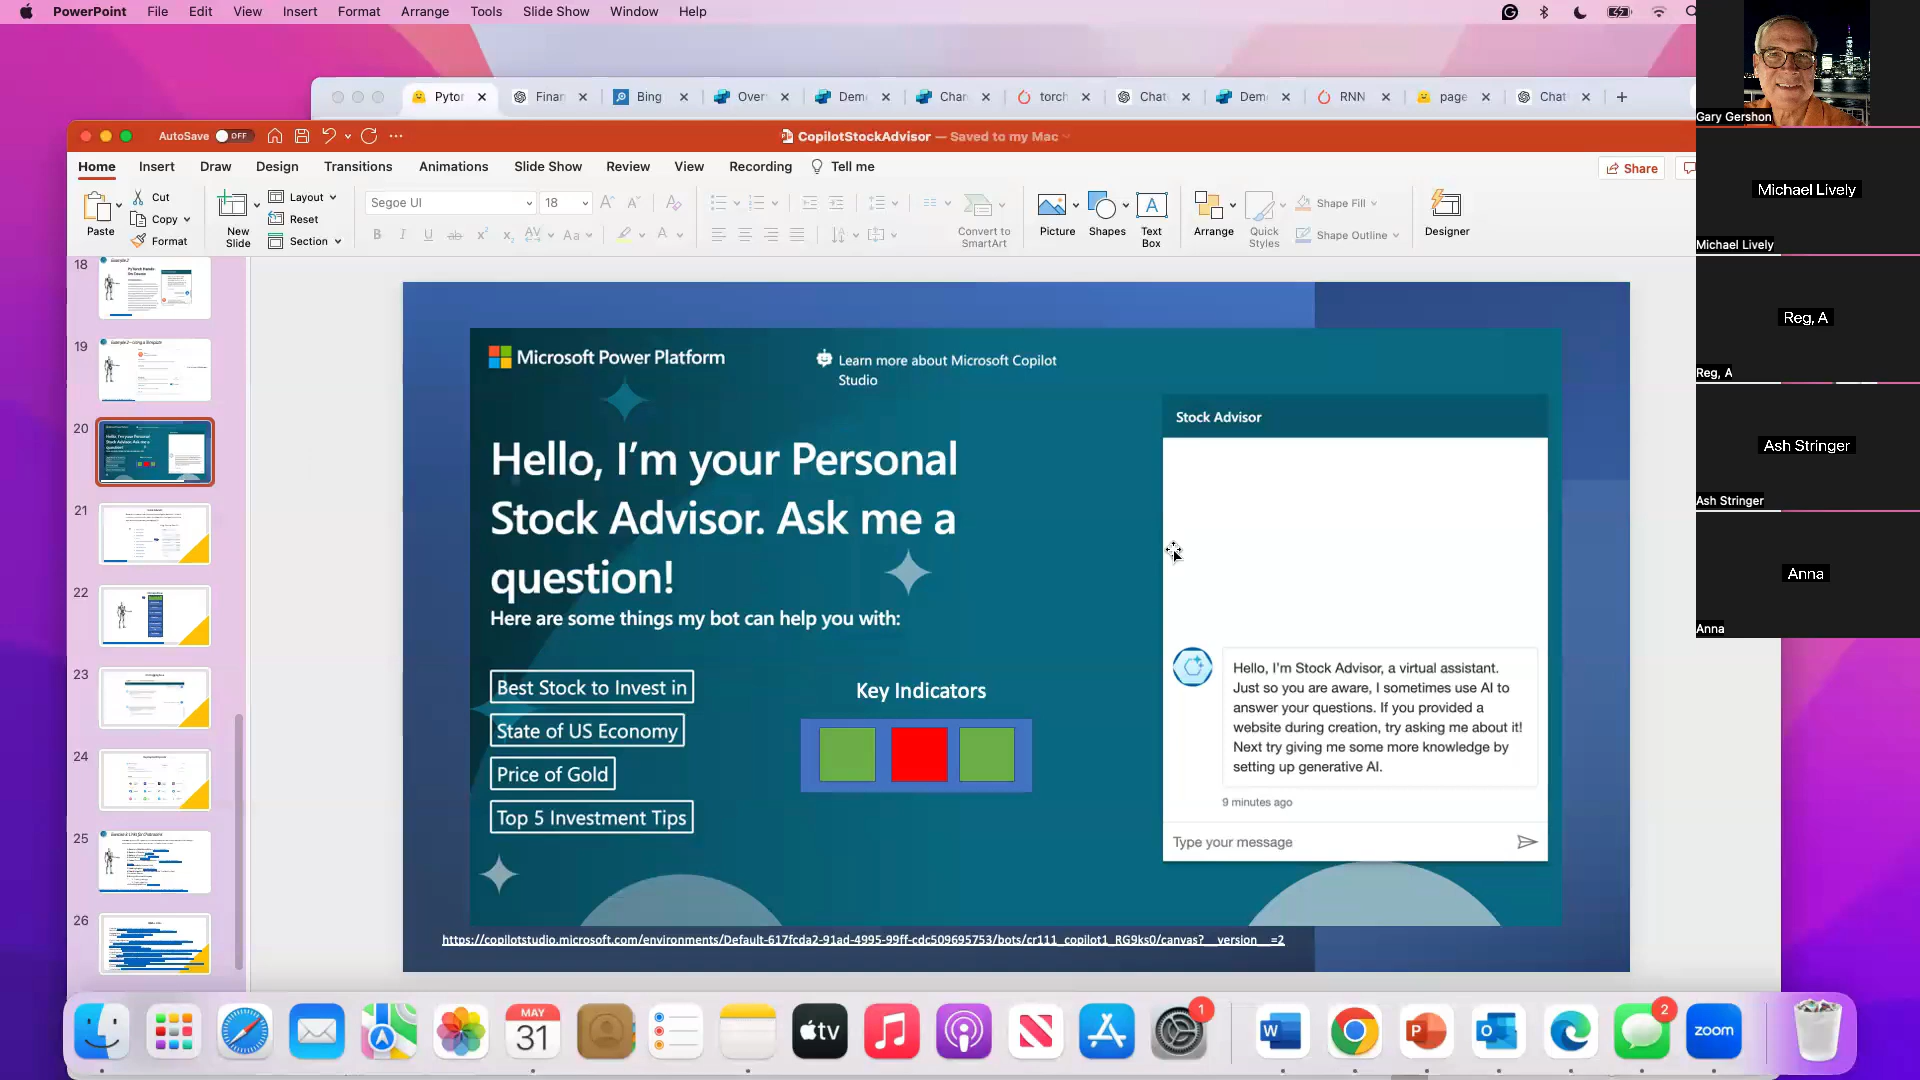 PowerPoint File Edit View Insert Format Arrange Tools Slide Show Window Help
Pytor Finan Bing Over Demo Chan torch Chat Demo RNN page Chat
AutoSave OFF CopilotStockAdvisor — Saved to my Mac
Home Insert Draw Design Transitions Animations Slide Show Review View Recording Tell me Share
Cut Layout Segoe UI 18 Shape Fill
Copy Reset
Format Section Shape Outline
Paste New Slide Convert to SmartArt Picture Shapes Text Box Arrange Quick Styles Designer
18
19
20
21
22
23
24
25
26
Microsoft Power Platform
Learn more about Microsoft Copilot
Studio
Hello, I'm your Personal
Stock Advisor. Ask me a
question!
Here are some things my bot can help you with:
Best Stock to Invest in
State of US Economy
Price of Gold
Top 5 Investment Tips
Key Indicators
Stock Advisor
Hello, I'm Stock Advisor, a virtual assistant.
Just so you are aware, I sometimes use AI to
answer your questions. If you provided a
website during creation, try asking me about it!
Next try giving me some more knowledge by
setting up generative AI.
9 minutes ago
Type your message
https://copilotstudio.microsoft.com/environments/Default-617fcda2-91ad-4995-99ff-cdc509695753/bots/cr111_copilot1_RG9ks0/canvas?__version__=2
Gary Gershon
Michael Lively
Michael Lively
Reg, A
Reg, A
Ash Stringer
Ash Stringer
Anna
Anna
MAY
31
tv
1
2
zoom